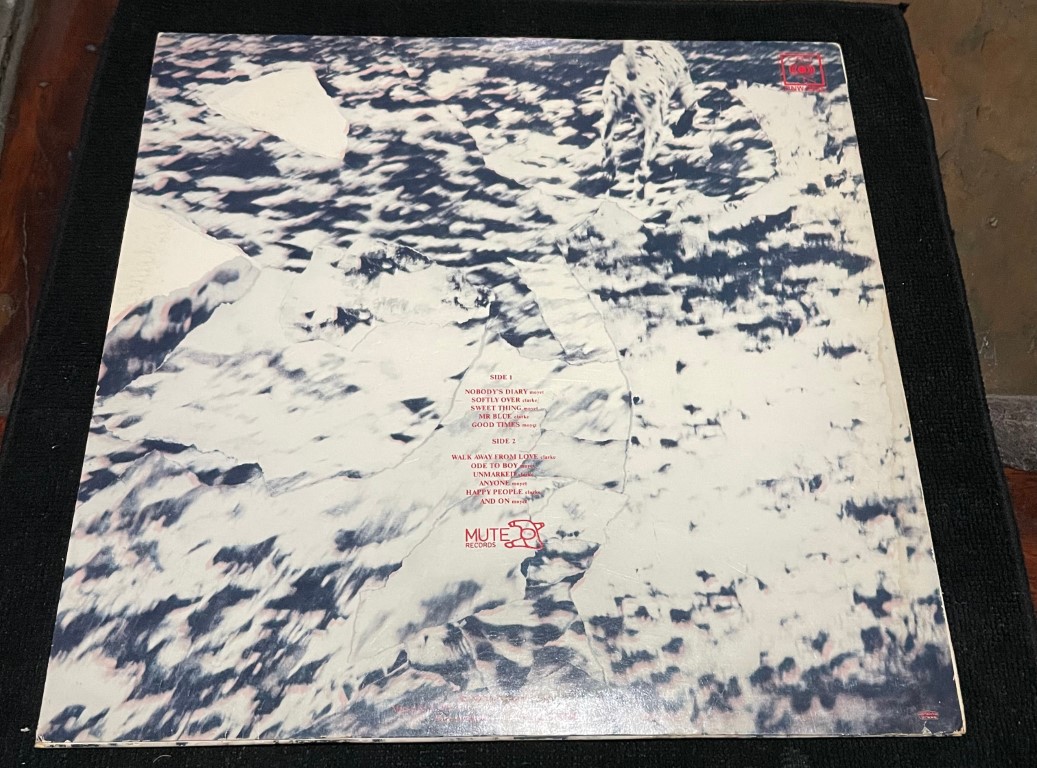 CBS
SIDE 1
NOBODY'S DIARY moyet
SOFTLY OVER clarke
SWEET THING moyet
MR BLUE clarke
GOOD TIMES moyet
SIDE 2
WALK AWAY FROM LOVE clarke
ODE TO BOY moyet
UNMARKED clarke
ANYONE moyet
HAPPY PEOPLE clarke
AND ON moyet
MUTE
RECORDS